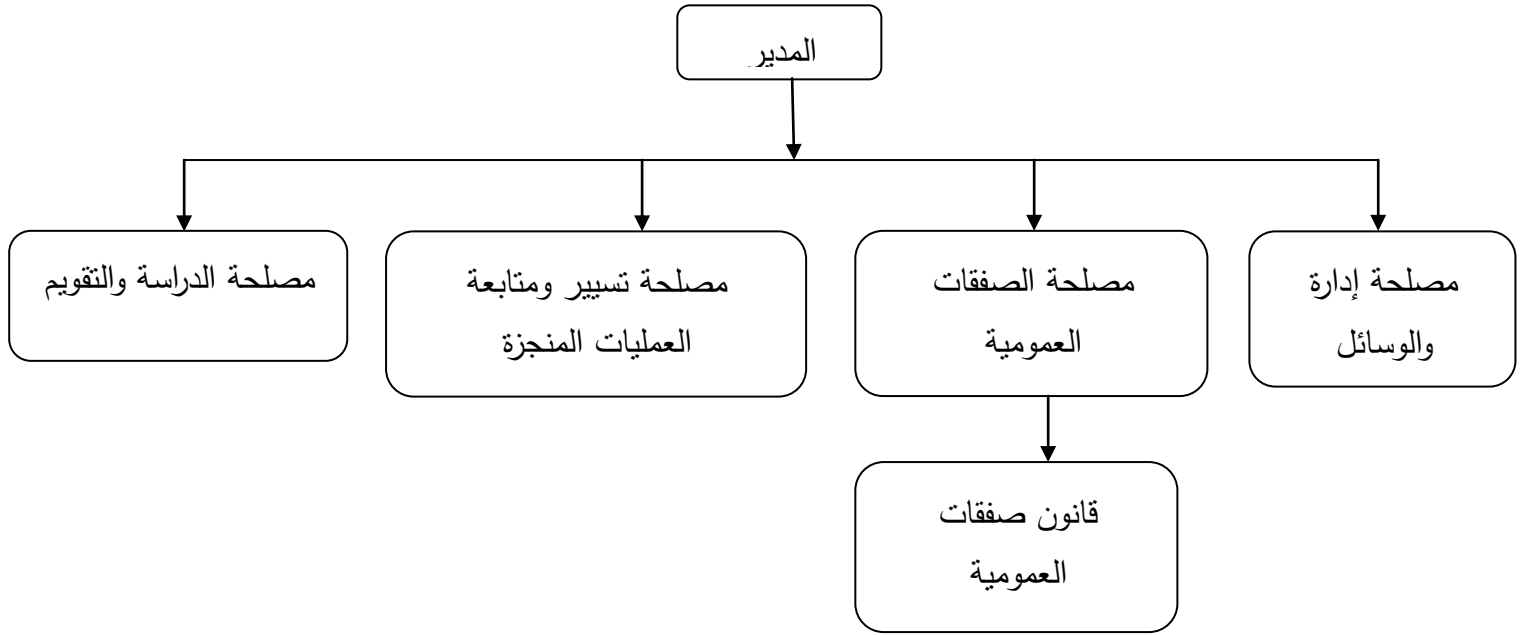 المدير
مصلحة إدارة
والوسائل
مصلحة الصفقات
العمومية
مصلحة تسيير ومتابعة
العمليات المنجزة
مصلحة الدراسة والتقويم
قانون صفقات
العمومية